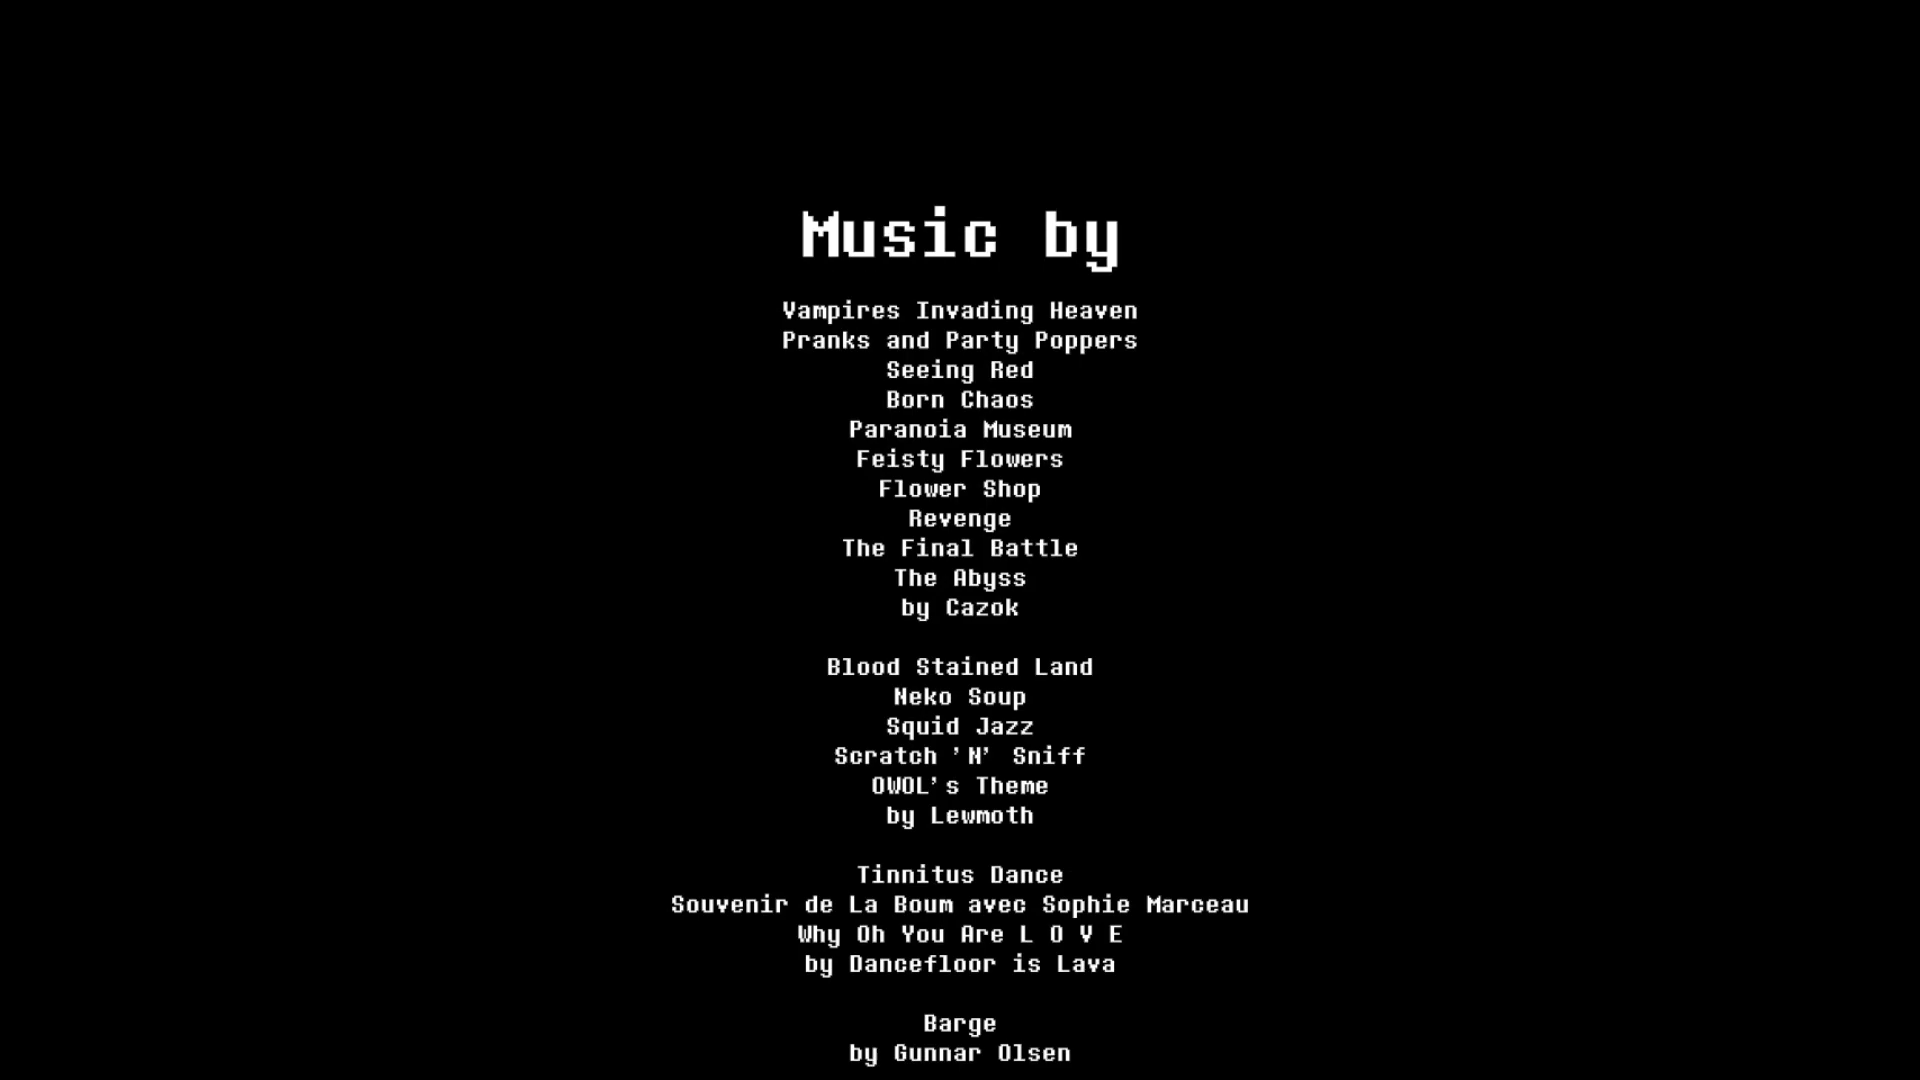 Music by
Vampires Invading Heaven
Pranks and Party Poppers
Seeing Red
Born Chaos
Paranoia Museum
Feisty Flowers
Flower Shop
Revenge
The Final Battle
The Abyss
by Cazok
Blood Stained Land
Neko Soup
Squid Jazz
Scratch 'N' Sniff
OWOL's Theme
by Lewmoth
Tinnitus Dance
Souvenir de La Boum avec Sophie Marceau
Why Oh You Are L O V E
by Dancefloor is Lava
Barge
by Gunnar Olsen